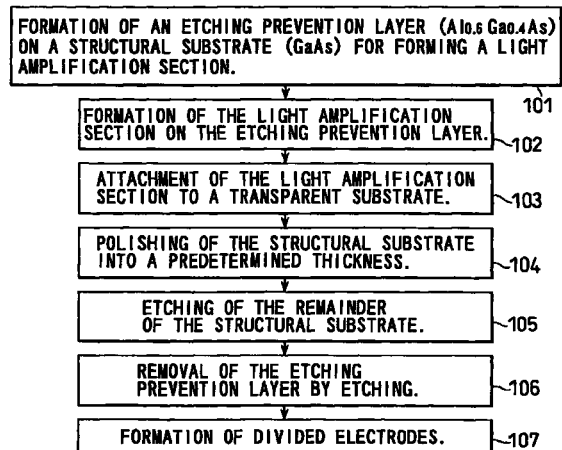 FORMATION OF AN ETCHING PREVENTION LAYER (Al0.6 Ga0.4As)
ON A STRUCTURAL SUBSTRATE (GaAs) FOR FORMING A LIGHT
AMPLIFICATION SECTION.
101
FORMATION OF THE LIGHT AMPLIFICATION
SECTION ON THE ETCHING PREVENTION LAYER.
102
ATTACHMENT OF THE LIGHT AMPLIFICATION
SECTION TO A TRANSPARENT SUBSTRATE.
103
POLISHING OF THE STRUCTURAL SUBSTRATE
INTO A PREDETERMINED THICKNESS.
104
ETCHING OF THE REMAINDER
OF THE STRUCTURAL SUBSTRATE.
105
REMOVAL OF THE ETCHING
PREVENTION LAYER BY ETCHING.
106
FORMATION OF DIVIDED ELECTRODES.
107